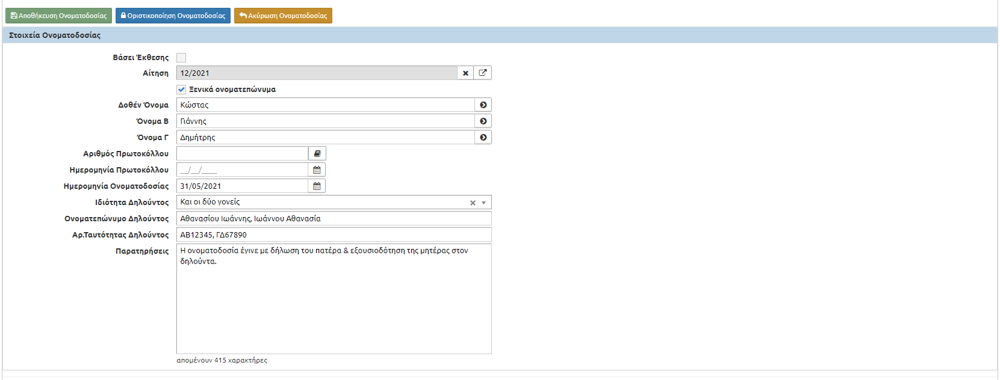 Αποθήκευση Ονοματοδοσίας Οριστικοποίηση Ονοματοδοσίας Ακύρωση Ονοματοδοσίας
Στοιχεία Ονοματοδοσίας
Βάσει Έκθεσης
Αίτηση 12/2021
Ξενικά ονοματεπώνυμα
Δοθέν Όνομα Κώστας
Όνομα Β Γιάννης
Όνομα Γ Δημήτρης
Αριθμός Πρωτοκόλλου
Ημερομηνία Πρωτοκόλλου __/__/____
Ημερομηνία Ονοματοδοσίας 31/05/2021
Ιδιότητα Δηλούντος Και οι δύο γονείς
Ονοματεπώνυμο Δηλούντος Αθανασίου Ιωάννης, Ιωάννου Αθανασία
Αρ.Ταυτότητας Δηλούντος ΑΒ12345, ΓΔ67890
Παρατηρήσεις Η ονοματοδοσία έγινε με δήλωση του πατέρα & εξουσιοδότηση της μητέρας στον
δηλούντα.
απομένουν 415 χαρακτήρες